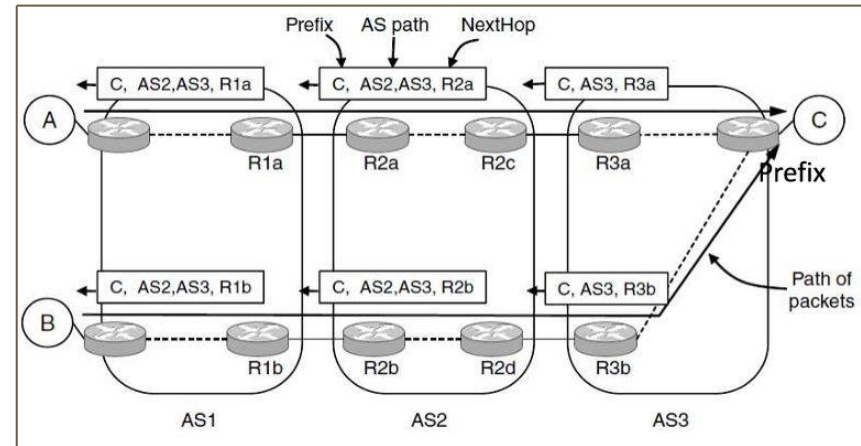 Prefix AS path NextHop
C, AS2,AS3, R1a C, AS2,AS3, R2a C, AS3, R3a
A C
R1a R2a R2c R3a
Prefix
C, AS2,AS3, R1b C, AS2,AS3, R2b C, AS3, R3b
Path of
packets
B
R1b R2b R2d R3b
AS1 AS2 AS3